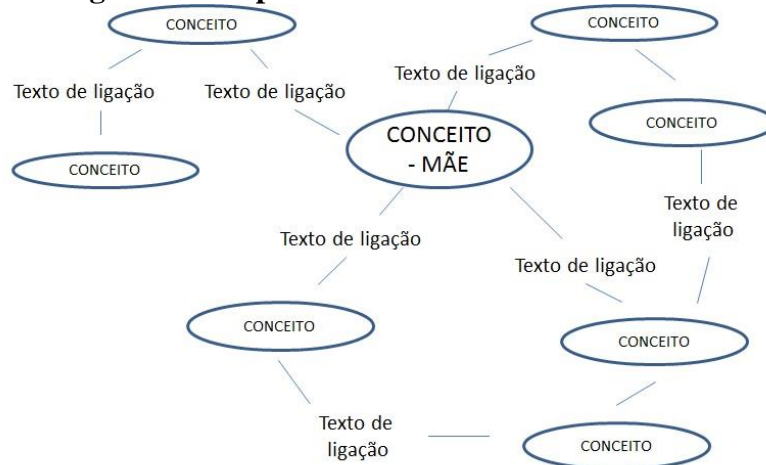 CONCEITO
CONCEITO
Texto de ligação
Texto de ligação
Texto de ligação
CONCEITO
- MÃE
CONCEITO
CONCEITO
Texto de
ligação
Texto de ligação
Texto de ligação
CONCEITO
CONCEITO
Texto de
ligação
CONCEITO